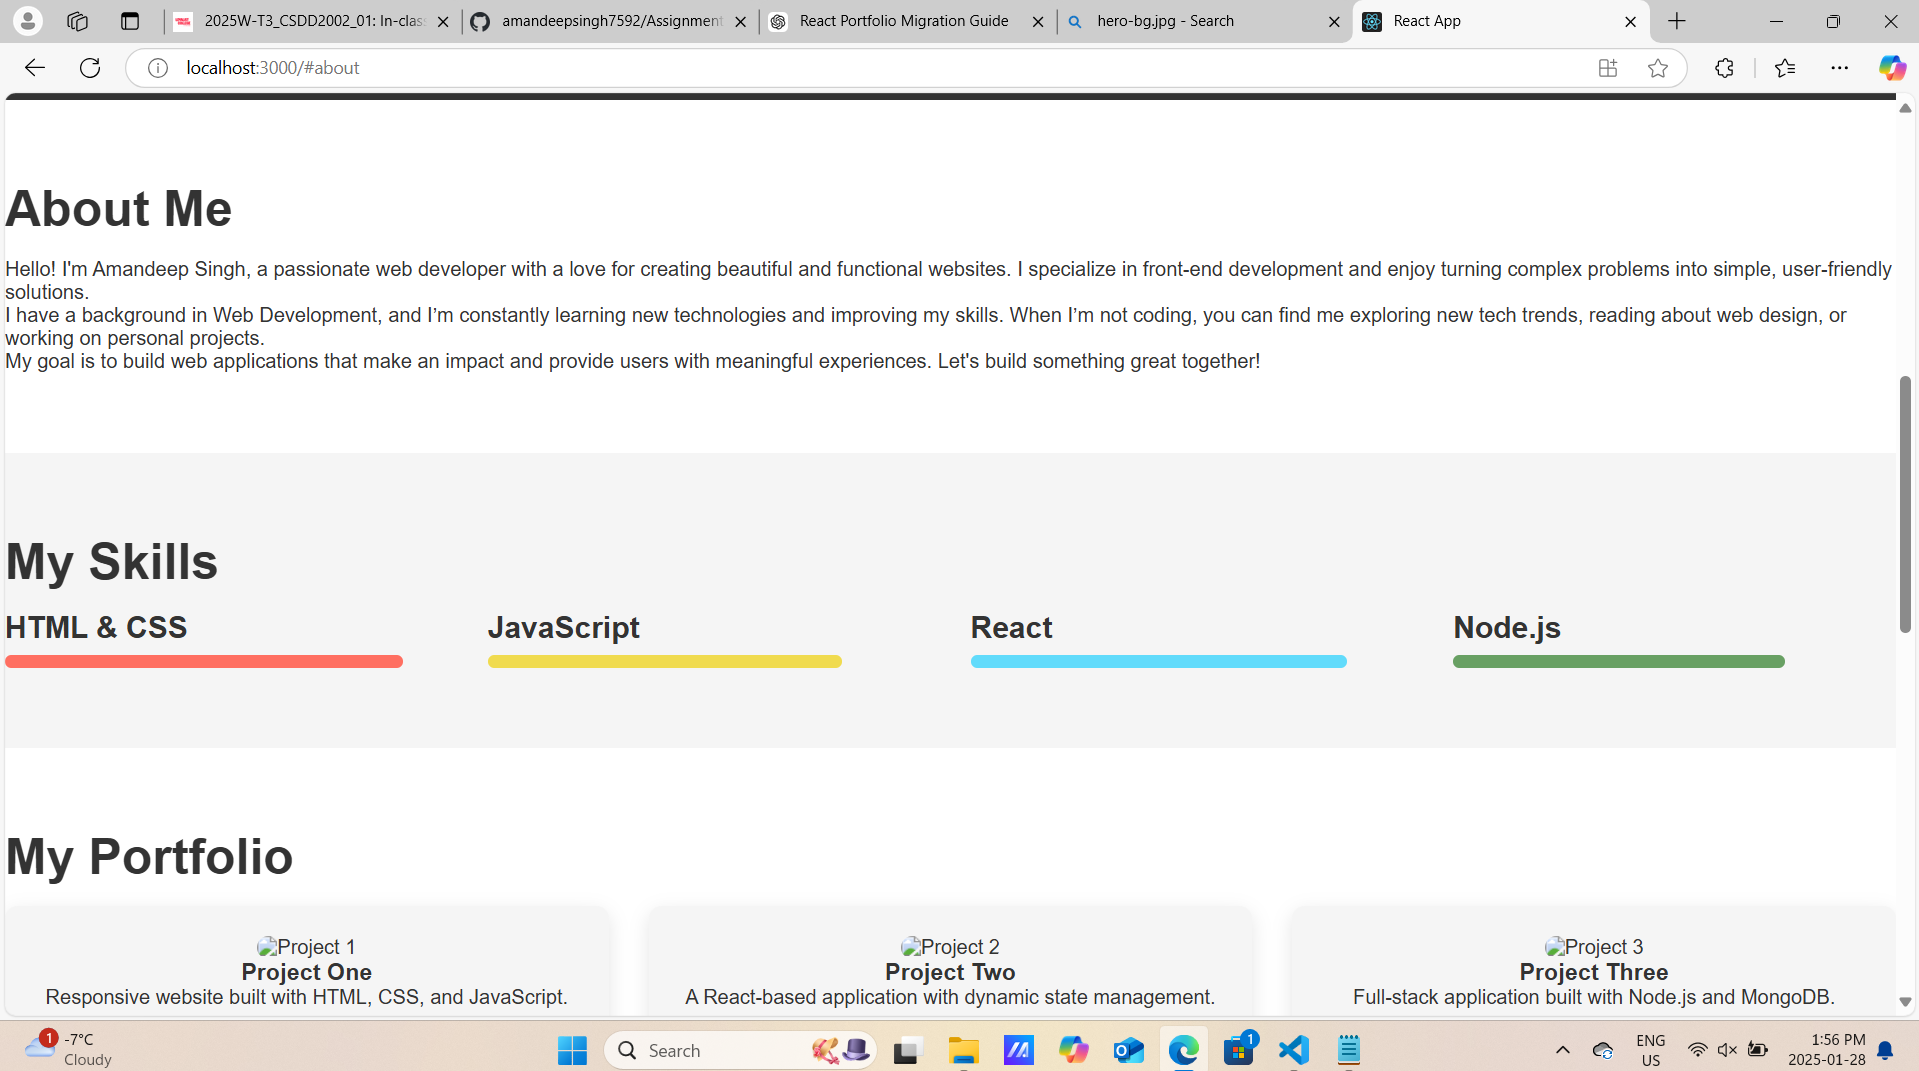 2025W-T3_CSDD2002_01: In-clas
amandeepsingh7592/Assignment
React Portfolio Migration Guide
hero-bg.jpg - Search
React App
localhost:3000/#about
About Me
Hello! I'm Amandeep Singh, a passionate web developer with a love for creating beautiful and functional websites. I specialize in front-end development and enjoy turning complex problems into simple, user-friendly
solutions.
I have a background in Web Development, and I’m constantly learning new technologies and improving my skills. When I’m not coding, you can find me exploring new tech trends, reading about web design, or
working on personal projects.
My goal is to build web applications that make an impact and provide users with meaningful experiences. Let's build something great together!
My Skills
HTML & CSS
JavaScript
React
Node.js
My Portfolio
Project 1
Project One
Responsive website built with HTML, CSS, and JavaScript.
Project 2
Project Two
A React-based application with dynamic state management.
Project 3
Project Three
Full-stack application built with Node.js and MongoDB.
1
-7°C
Cloudy
Search
1
ENG
US
1:56 PM
2025-01-28